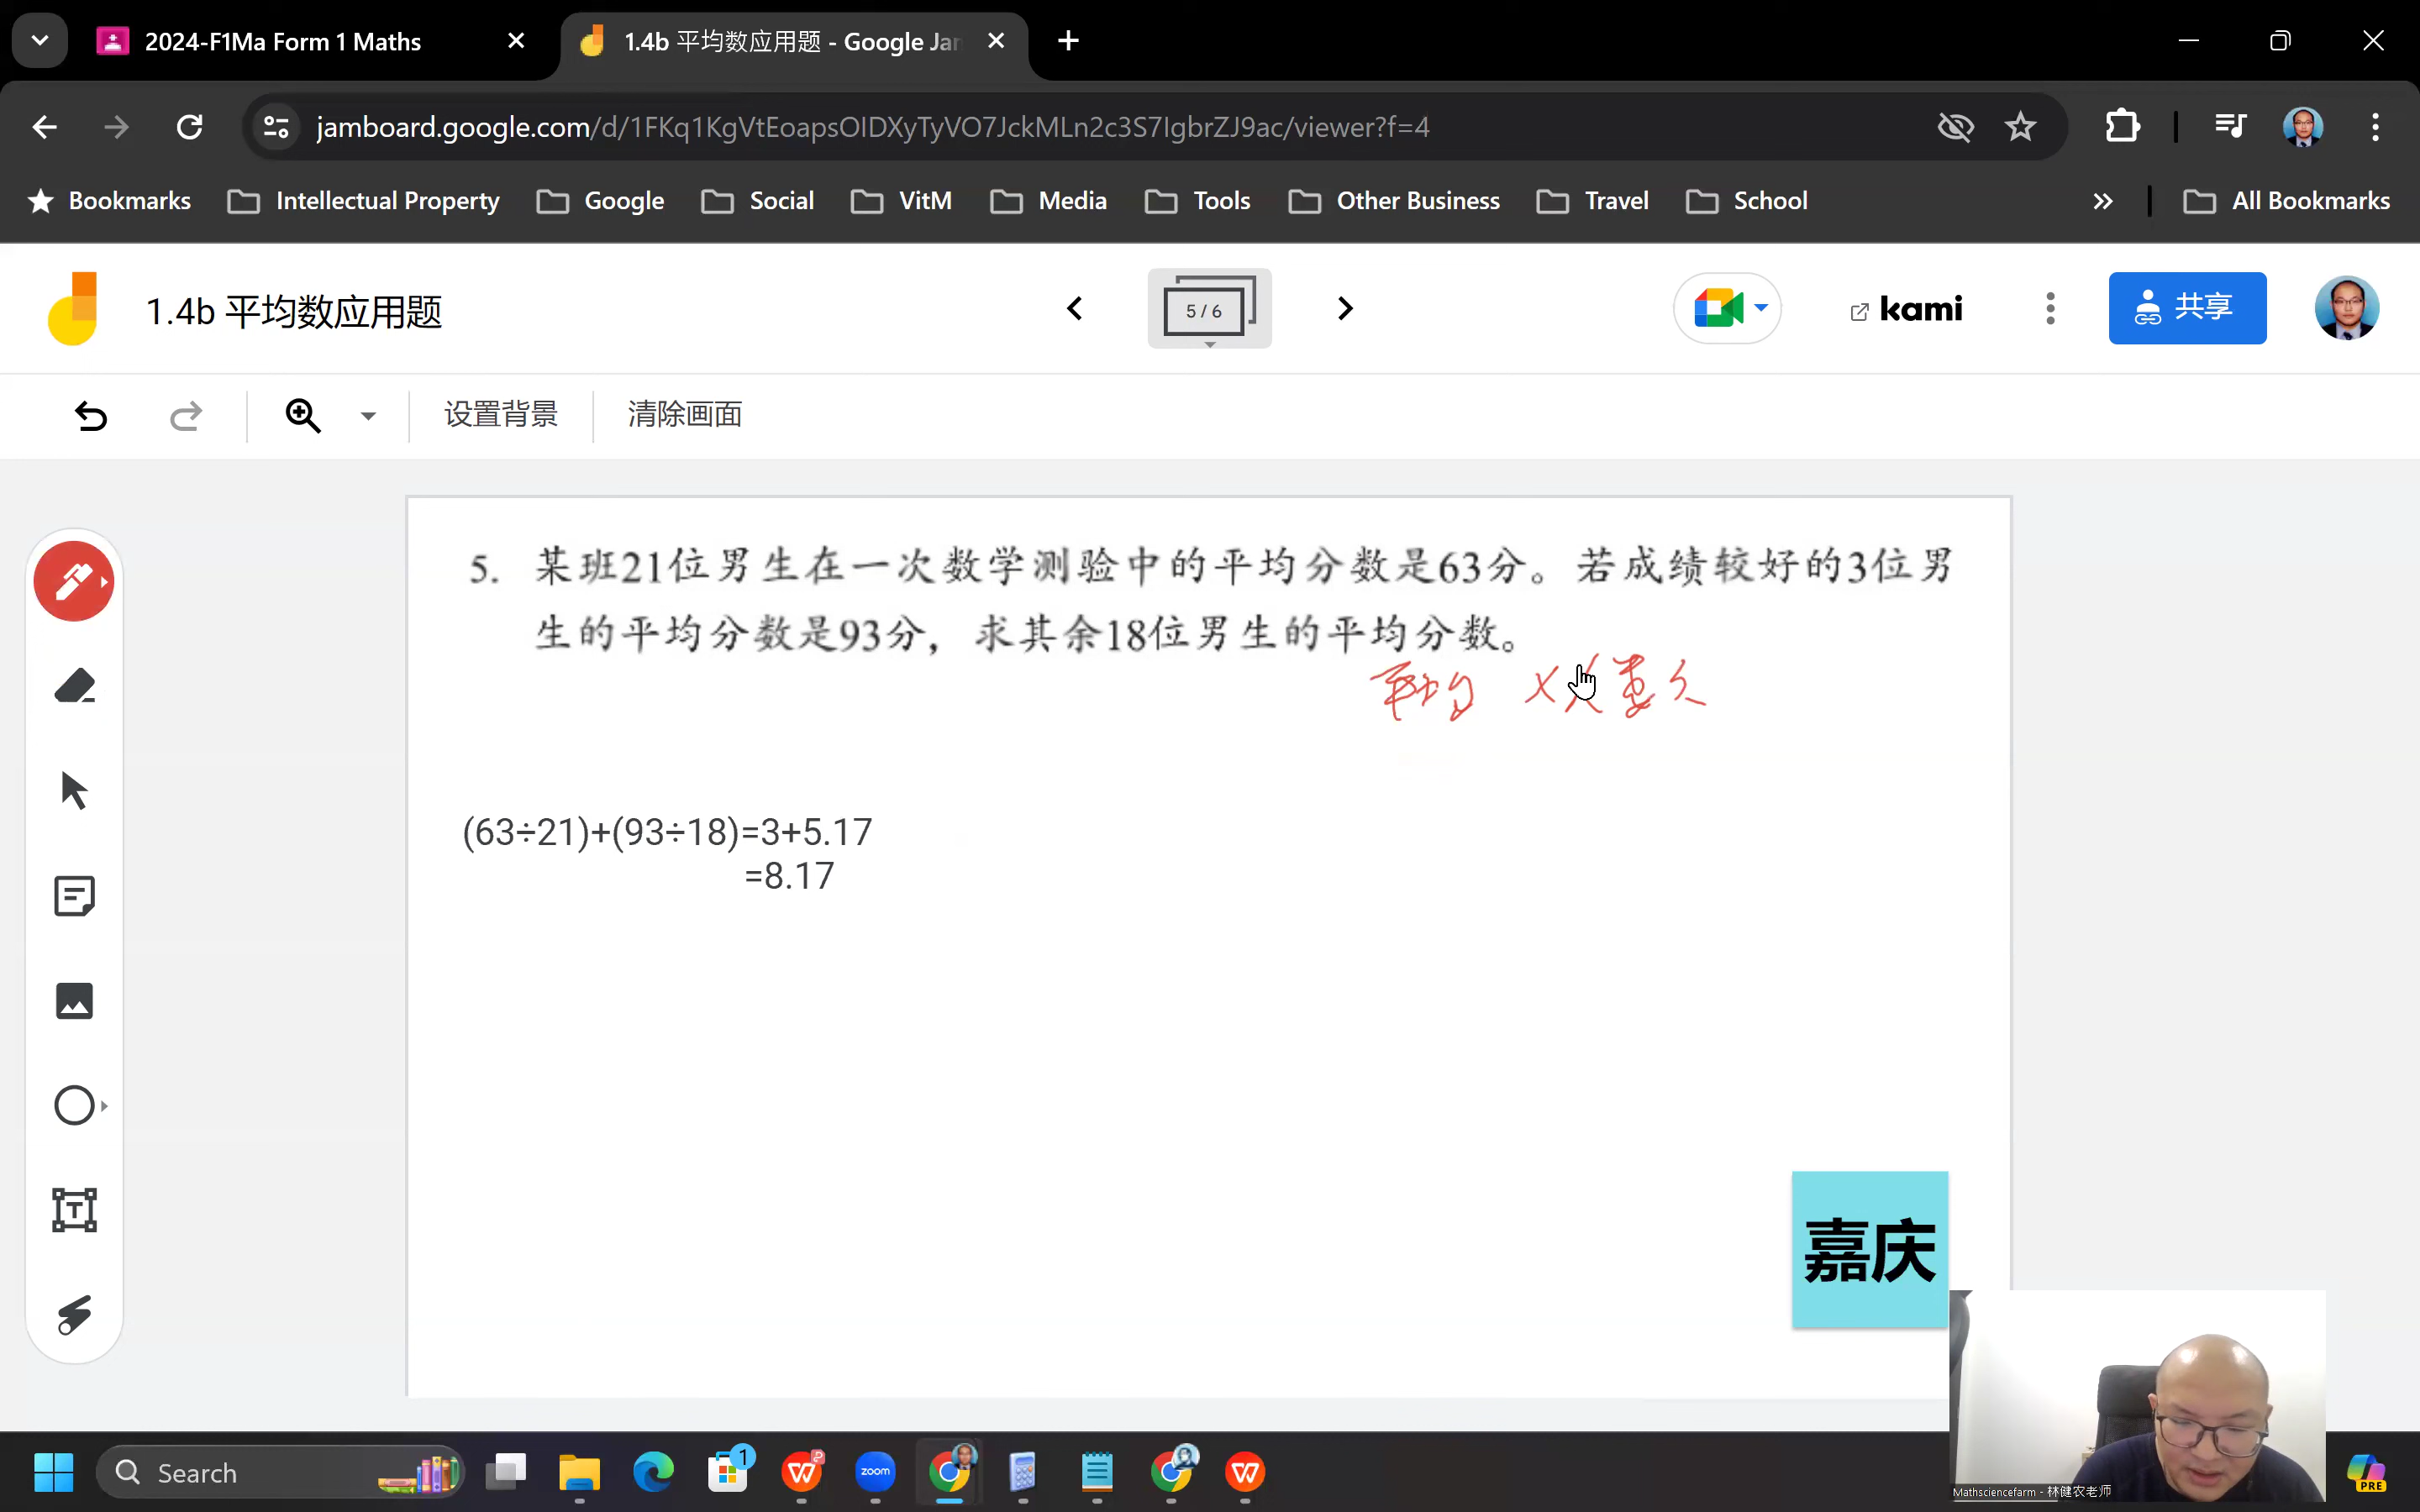 2024-F1Ma Form 1 Maths
1.4b 平均数应用题 - Google Jam
jamboard.google.com/d/1FKq1KgVtEoapsOIDXyTyVO7JckMLn2c3S7IgbrZJ9ac/viewer?f=4
Bookmarks Intellectual Property Google Social VitM Media Tools Other Business Travel School All Bookmarks
1.4b 平均数应用题
5 / 6
kami
共享
设置背景 清除画面
5. 某班21位男生在一次数学测验中的平均分数是63分。若成绩较好的3位男
生的平均分数是93分，求其余18位男生的平均分数。
平均 ×
(63÷21)+(93÷18)=3+5.17
=8.17
嘉庆
Mathsciencefarm - 林健农老师
Search
1
zoom
PRE